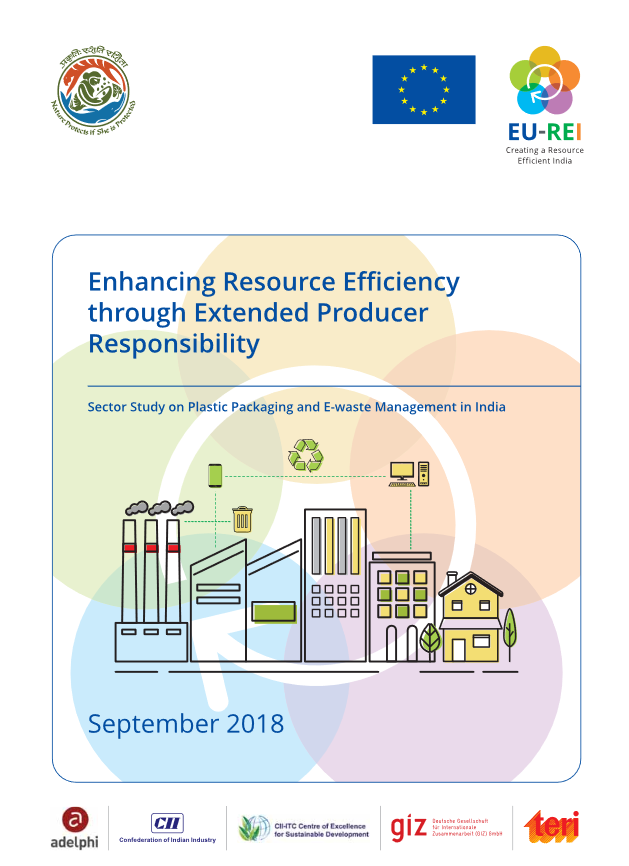 प्रकृतिः रक्षति रक्षिता
Nature Protects if She is Protected
EU-REI
Creating a Resource
Efficient India
Enhancing Resource Efficiency
through Extended Producer
Responsibility
Sector Study on Plastic Packaging and E-waste Management in India
September 2018
adelphi
CII
Confederation of Indian Industry
CII-ITC Centre of Excellence
for Sustainable Development
giz
Deutsche Gesellschaft
für Internationale
Zusammenarbeit (GIZ) GmbH
teri